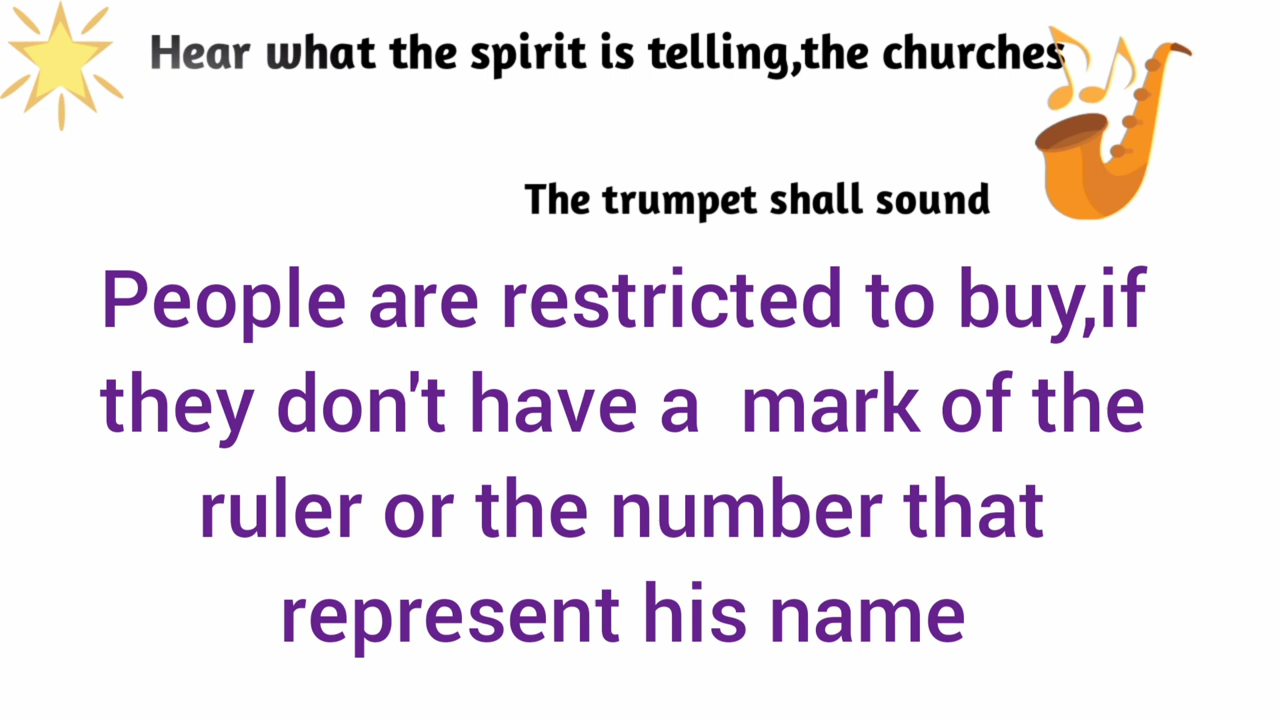 Hear what the spirit is telling,the churches
The trumpet shall sound
People are restricted to buy,if
they don't have a  mark of the
ruler or the number that
represent his name